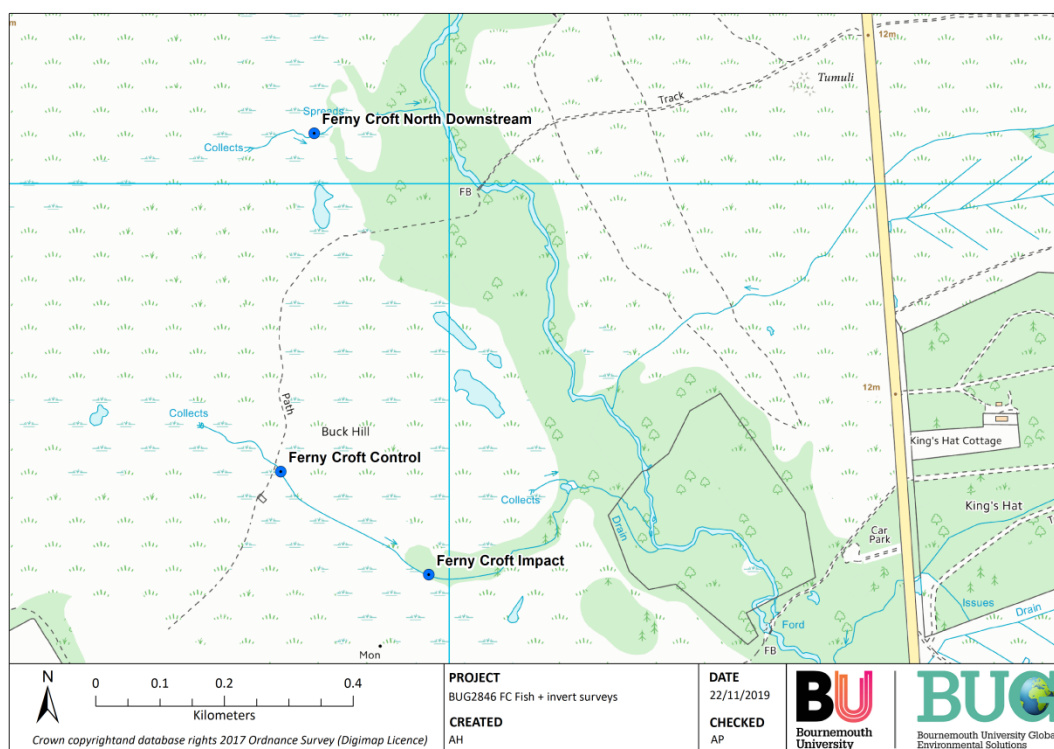 m
12m
Tumuli
Track
Spreads
Ferny Croft North Downstream
Collects
FB
12m
Path
Collects
Buck Hill
King's Hat Cottage
Ferny Croft Control
Collects
King's Hat
Drain
Car
Park
Ferny Croft Impact
Issues
Drain
Ford
FB
Mon
N
0 0.1 0.2 0.4
Kilometers
Crown copyrightand database rights 2017 Ordnance Survey (Digimap Licence)
PROJECT
BUG2846 FC Fish + invert surveys
CREATED
AH
DATE
22/11/2019
CHECKED
AP
BU
Bournemouth
University
BUG
Bournemouth University Globa
Environmental Solutions